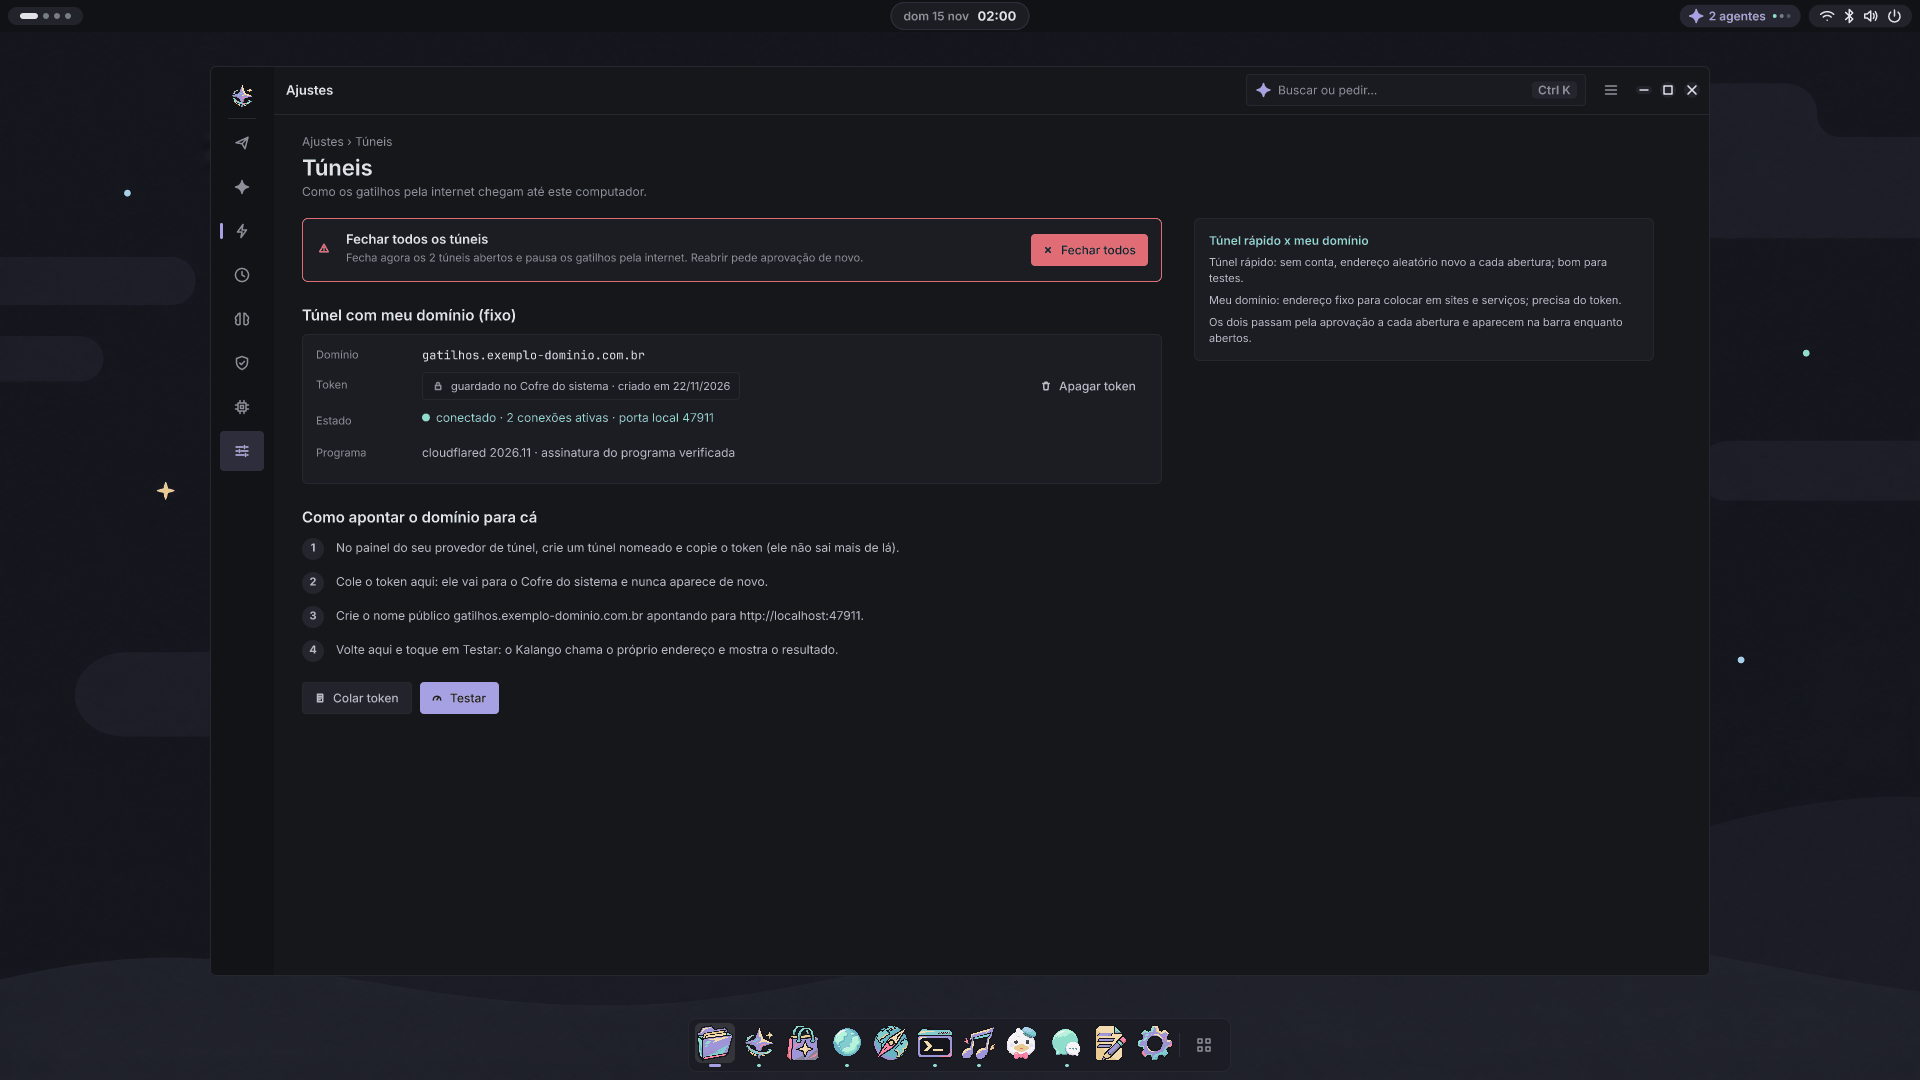 dom 15 nov 02:00
2 agentes
Ajustes
Buscar ou pedir...
Ctrl K
Ajustes › Túneis
Túneis
Como os gatilhos pela internet chegam até este computador.
Fechar todos os túneis
Fecha agora os 2 túneis abertos e pausa os gatilhos pela internet. Reabrir pede aprovação de novo.
Fechar todos
Túnel com meu domínio (fixo)
Domínio
gatilhos.exemplo-dominio.com.br
Token
guardado no Cofre do sistema · criado em 22/11/2026
Apagar token
Estado
conectado · 2 conexões ativas · porta local 47911
Programa
cloudflared 2026.11 · assinatura do programa verificada
Como apontar o domínio para cá
1 No painel do seu provedor de túnel, crie um túnel nomeado e copie o token (ele não sai mais de lá).
2 Cole o token aqui: ele vai para o Cofre do sistema e nunca aparece de novo.
3 Crie o nome público gatilhos.exemplo-dominio.com.br apontando para http://localhost:47911.
4 Volte aqui e toque em Testar: o Kalango chama o próprio endereço e mostra o resultado.
Colar token
Testar
Túnel rápido x meu domínio
Túnel rápido: sem conta, endereço aleatório novo a cada abertura; bom para
testes.
Meu domínio: endereço fixo para colocar em sites e serviços; precisa do token.
Os dois passam pela aprovação a cada abertura e aparecem na barra enquanto
abertos.